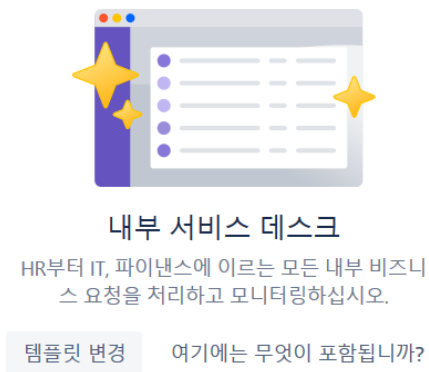 내부 서비스 데스크
HR부터 IT, 파이낸스에 이르는 모든 내부 비즈니
스 요청을 처리하고 모니터링하십시오.
템플릿 변경 여기에는 무엇이 포함됩니까?